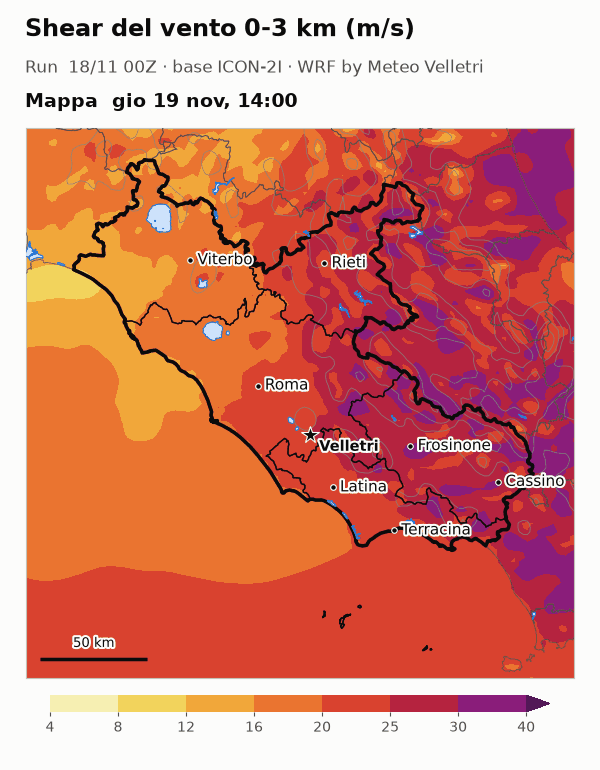 Shear del vento 0-3 km (m/s)
Run  18/11 00Z · base ICON-2I · WRF by Meteo Velletri
Mappa  gio 19 nov, 14:00
Viterbo
Rieti
Roma
Velletri
Frosinone
Cassino
Latina
Terracina
50 km
4 8 12 16 20 25 30 40